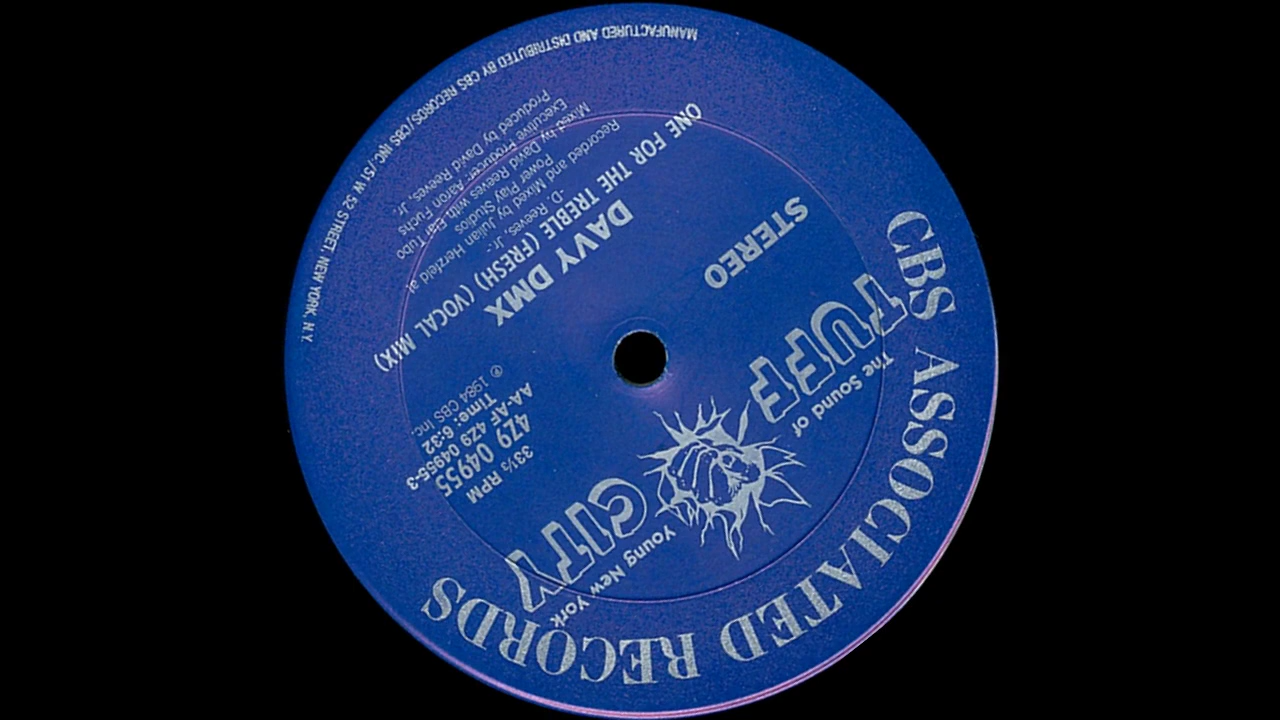 CBS ASSOCIATED RECORDS
The Sound of
TUFF CITY
Young New York
STEREO
33⅓ RPM
4Z9 04955
AA-AF 4Z9 04955-3
Time: 6:32
℗ 1984 CBS Inc.
DAVY DMX
ONE FOR THE TREBLE (FRESH) (VOCAL MIX)
-D. Reeves, Jr.-
Recorded and Mixed by Julian Herzfeld at
Power Play Studios
Mixed by David Reeves with Elai Tubo
Executive Producer: Aaron Fuchs
Produced by David Reeves, Jr.
MANUFACTURED AND DISTRIBUTED BY CBS RECORDS/CBS INC./51 W. 52 STREET, NEW YORK, N.Y.